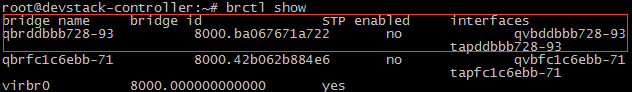 root@devstack-controller:~# brctl show
bridge name bridge id STP enabled interfaces
qbrddbbb728-93 8000.ba067671a722 no qvbddbbb728-93
tapddbbb728-93
qbrfc1c6ebb-71 8000.42b062b884e6 no qvbfc1c6ebb-71
tapfc1c6ebb-71
virbr0 8000.000000000000 yes